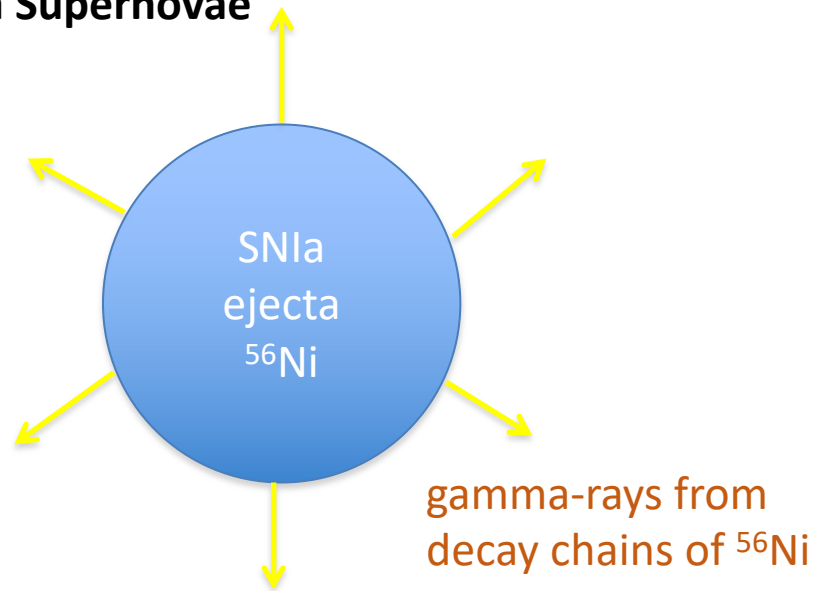 Supernovae
SNIa
ejecta
⁵⁶Ni
gamma-rays from
decay chains of ⁵⁶Ni